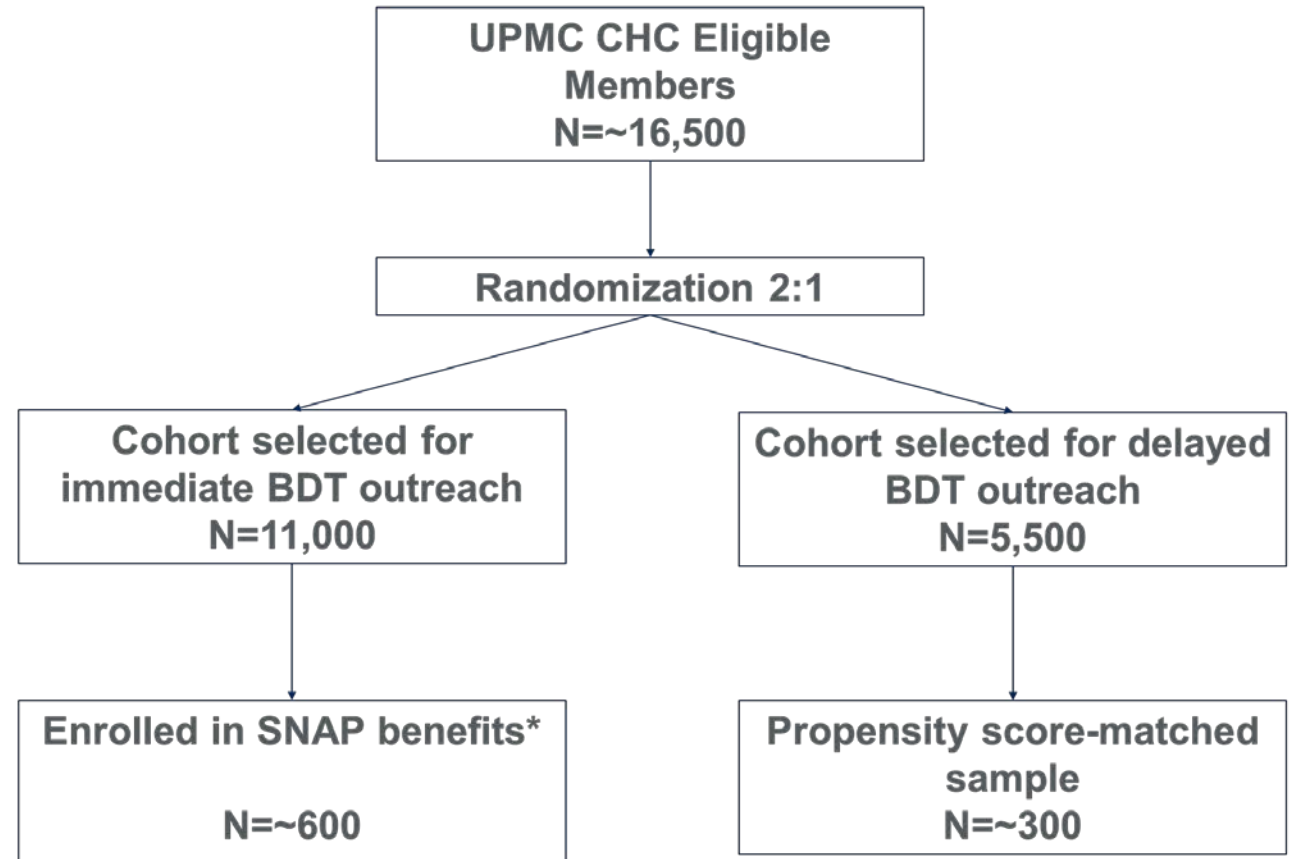 UPMC CHC Eligible
Members
N=~16,500
Randomization 2:1
Cohort selected for
immediate BDT outreach
N=11,000
Cohort selected for delayed
BDT outreach
N=5,500
Enrolled in SNAP benefits*
N=~600
Propensity score-matched
sample
N=~300